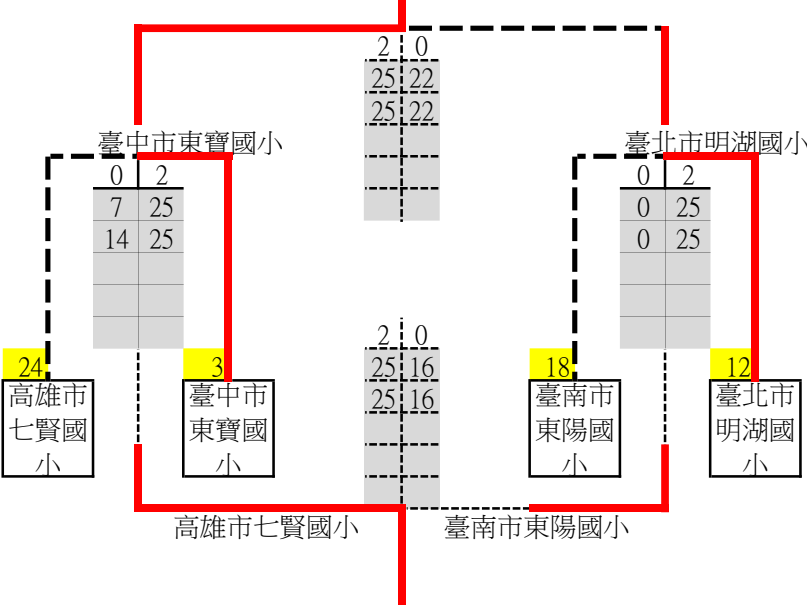 2 0
25 22
25 22
臺中市東寶國小
臺北市明湖國小
0 2
7 25
14 25
0 2
0 25
0 25
2 0
25 16
25 16
24
高雄市
七賢國
小
3
臺中市
東寶國
小
18
臺南市
東陽國
小
12
臺北市
明湖國
小
高雄市七賢國小
臺南市東陽國小